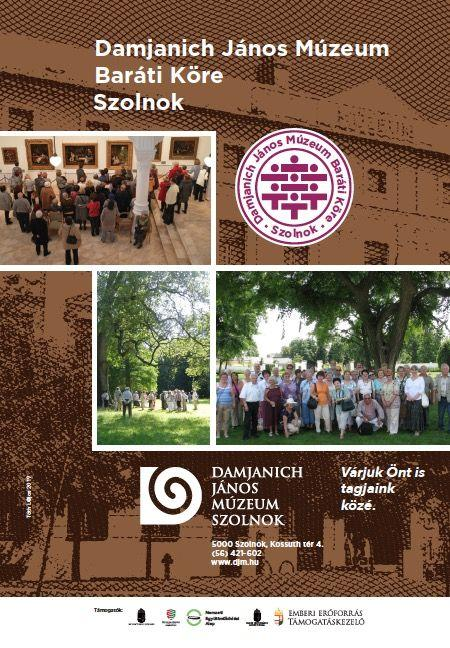 Damjanich János Múzeum
Baráti Köre
Szolnok
Damjanich János Múzeum Baráti Köre · Szolnok ·
DAMJANICH
JÁNOS
MÚZEUM
SZOLNOK
Várjuk Önt is
tagjaink
közé.
5000 Szolnok, Kossuth tér 4.
(56) 421-602
www.djm.hu
Támogatók:
Nemzeti
Együttműködési
Alap
EMBERI ERŐFORRÁS
TÁMOGATÁSKEZELŐ